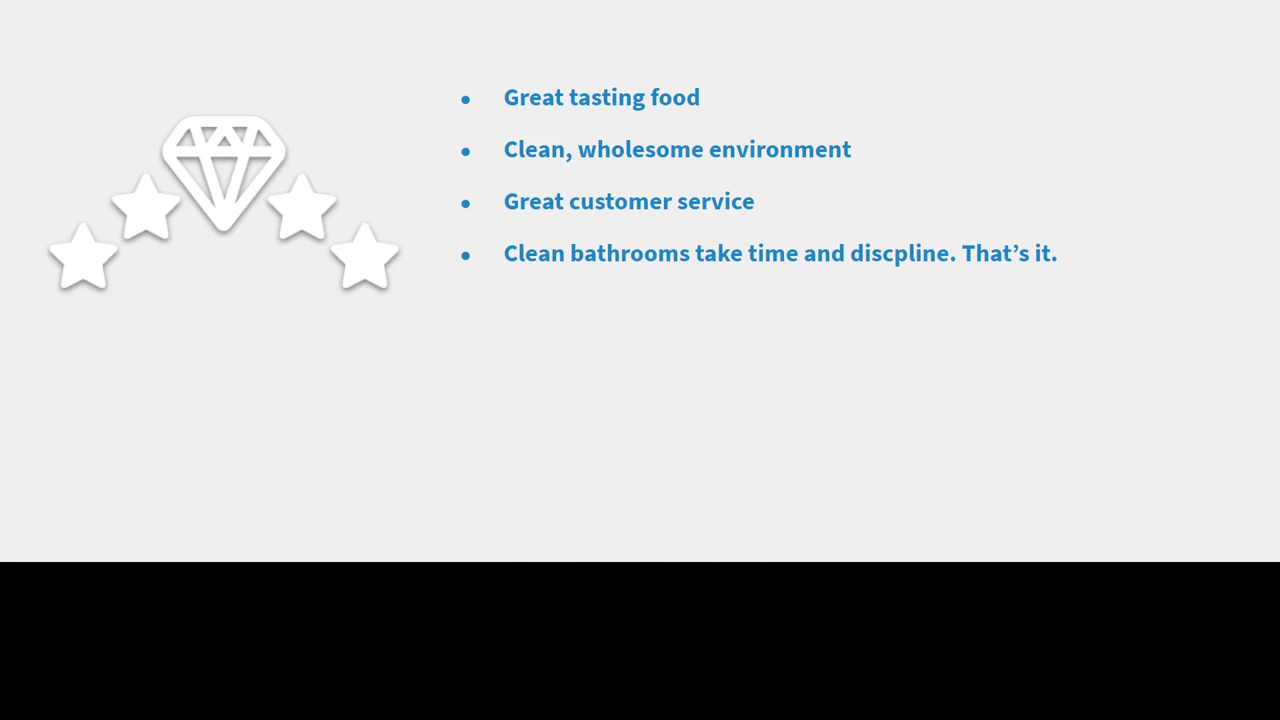 • Great tasting food
• Clean, wholesome environment
• Great customer service
• Clean bathrooms take time and discpline. That’s it.